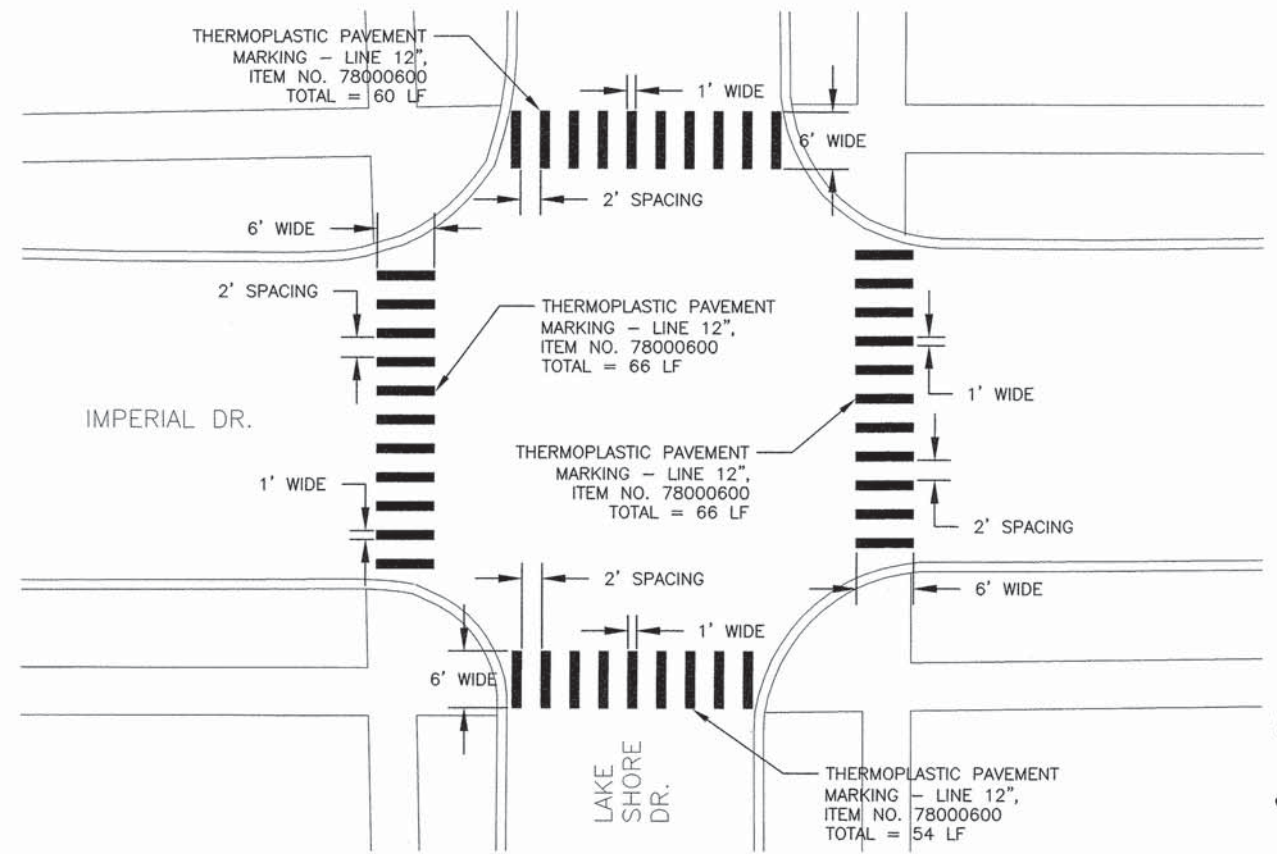 THERMOPLASTIC PAVEMENT
MARKING – LINE 12",
ITEM NO. 78000600
TOTAL = 60 LF
1' WIDE
6' WIDE
2' SPACING
6' WIDE
2' SPACING
THERMOPLASTIC PAVEMENT
MARKING – LINE 12",
ITEM NO. 78000600
TOTAL = 66 LF
1' WIDE
IMPERIAL DR.
THERMOPLASTIC PAVEMENT
MARKING – LINE 12",
ITEM NO. 78000600
TOTAL = 66 LF
1' WIDE
2' SPACING
2' SPACING
6' WIDE
1' WIDE
6' WIDE
LAKE
SHORE
DR.
THERMOPLASTIC PAVEMENT
MARKING – LINE 12",
ITEM NO. 78000600
TOTAL = 54 LF